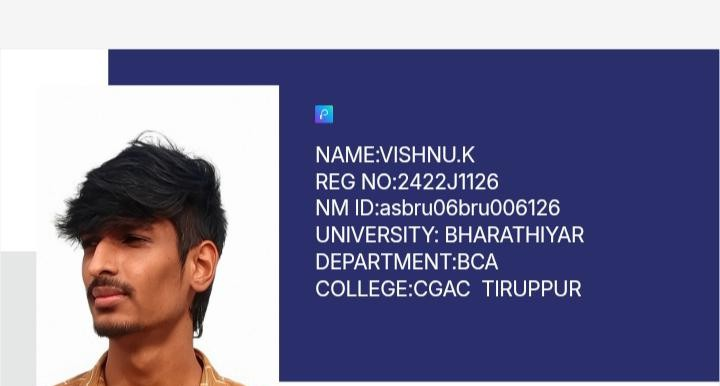 NAME:VISHNU.K
REG NO:2422J1126
NM ID:asbru06bru006126
UNIVERSITY: BHARATHIYAR
DEPARTMENT:BCA
COLLEGE:CGAC  TIRUPPUR